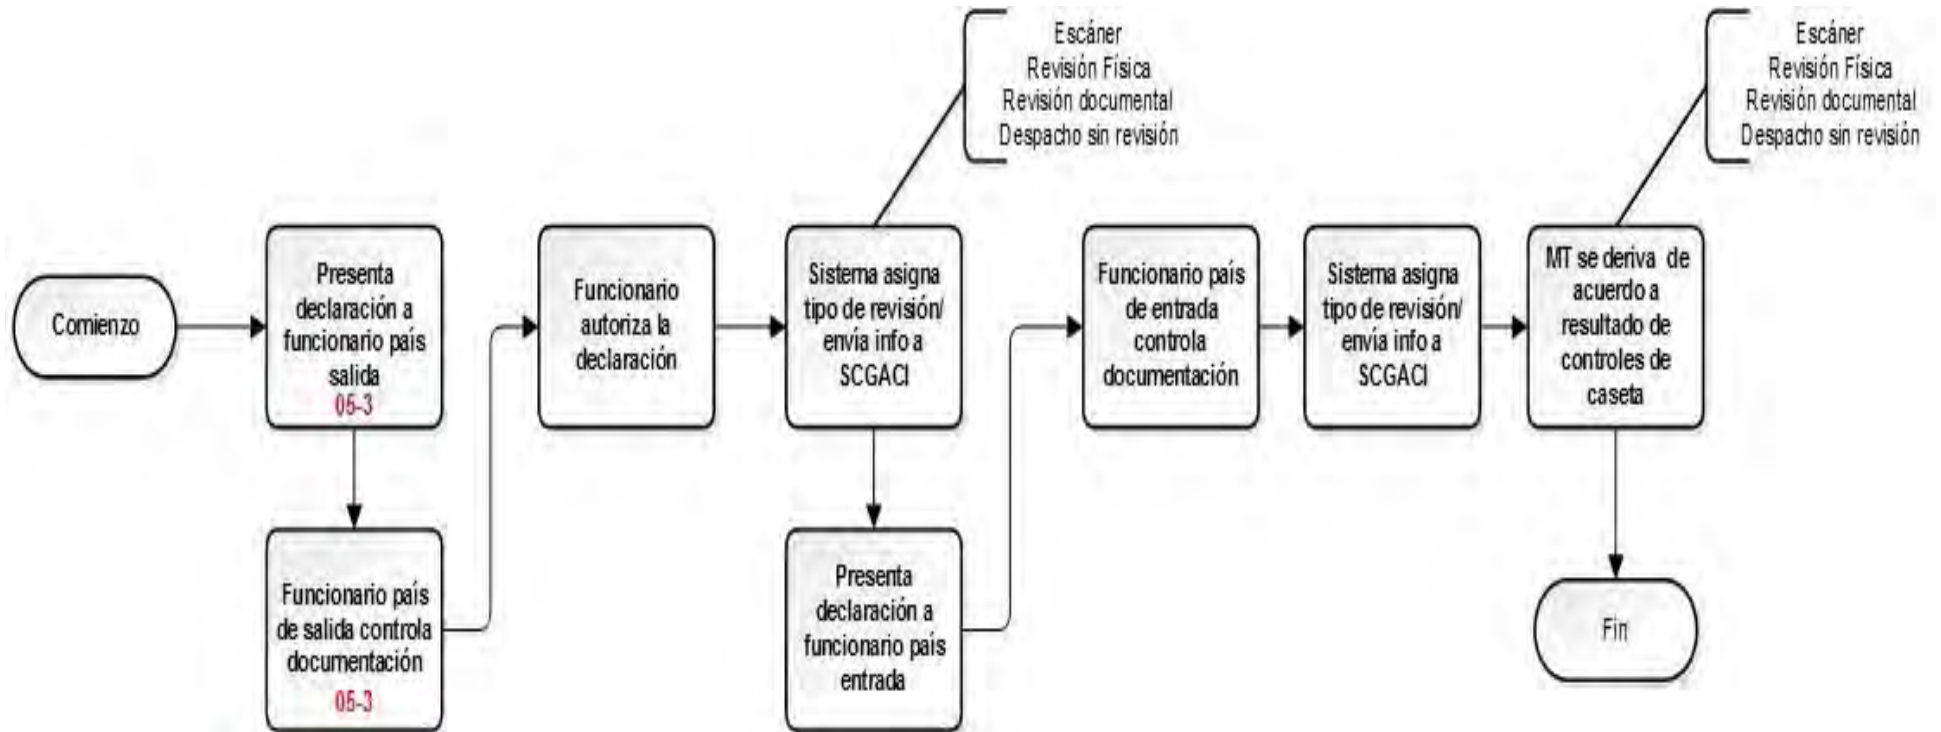 Comienzo
Presenta
declaración a
funcionario país
salida
05-3
Funcionario país
de salida controla
documentación
05-3
Funcionario
autoriza la
declaración
Escáner
Revisión Física
Revisión documental
Despacho sin revisión
Sistema asigna
tipo de revisión/
envía info a
SCGACI
Presenta
declaración a
funcionario país
entrada
Funcionario país
de entrada
controla
documentación
Sistema asigna
tipo de revisión/
envía info a
SCGACI
Escáner
Revisión Física
Revisión documental
Despacho sin revisión
MT se deriva de
acuerdo a
resultado de
controles de
caseta
Fin